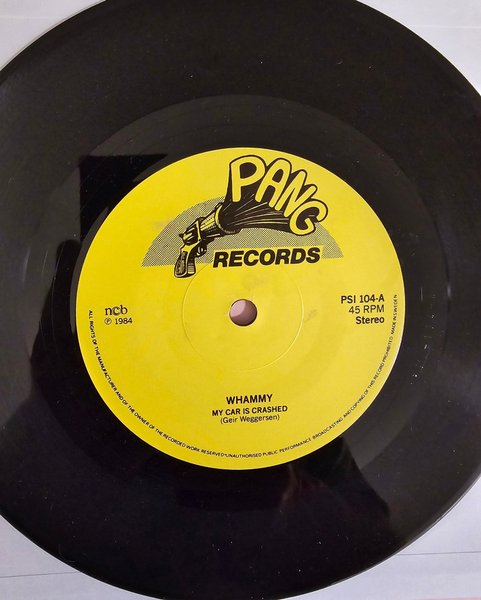 PANG
RECORDS
ncb
℗ 1984
PSI 104-A
45 RPM
Stereo
WHAMMY
MY CAR IS CRASHED
(Geir Weggersen)
ALL RIGHTS OF THE MANUFACTURER AND OF THE OWNER OF THE RECORDED WORK RESERVED*UNAUTHORISED PUBLIC PERFORMANCE BROADCASTING AND COPYING OF THIS RECORD PROHIBITED MADE IN SWEDEN